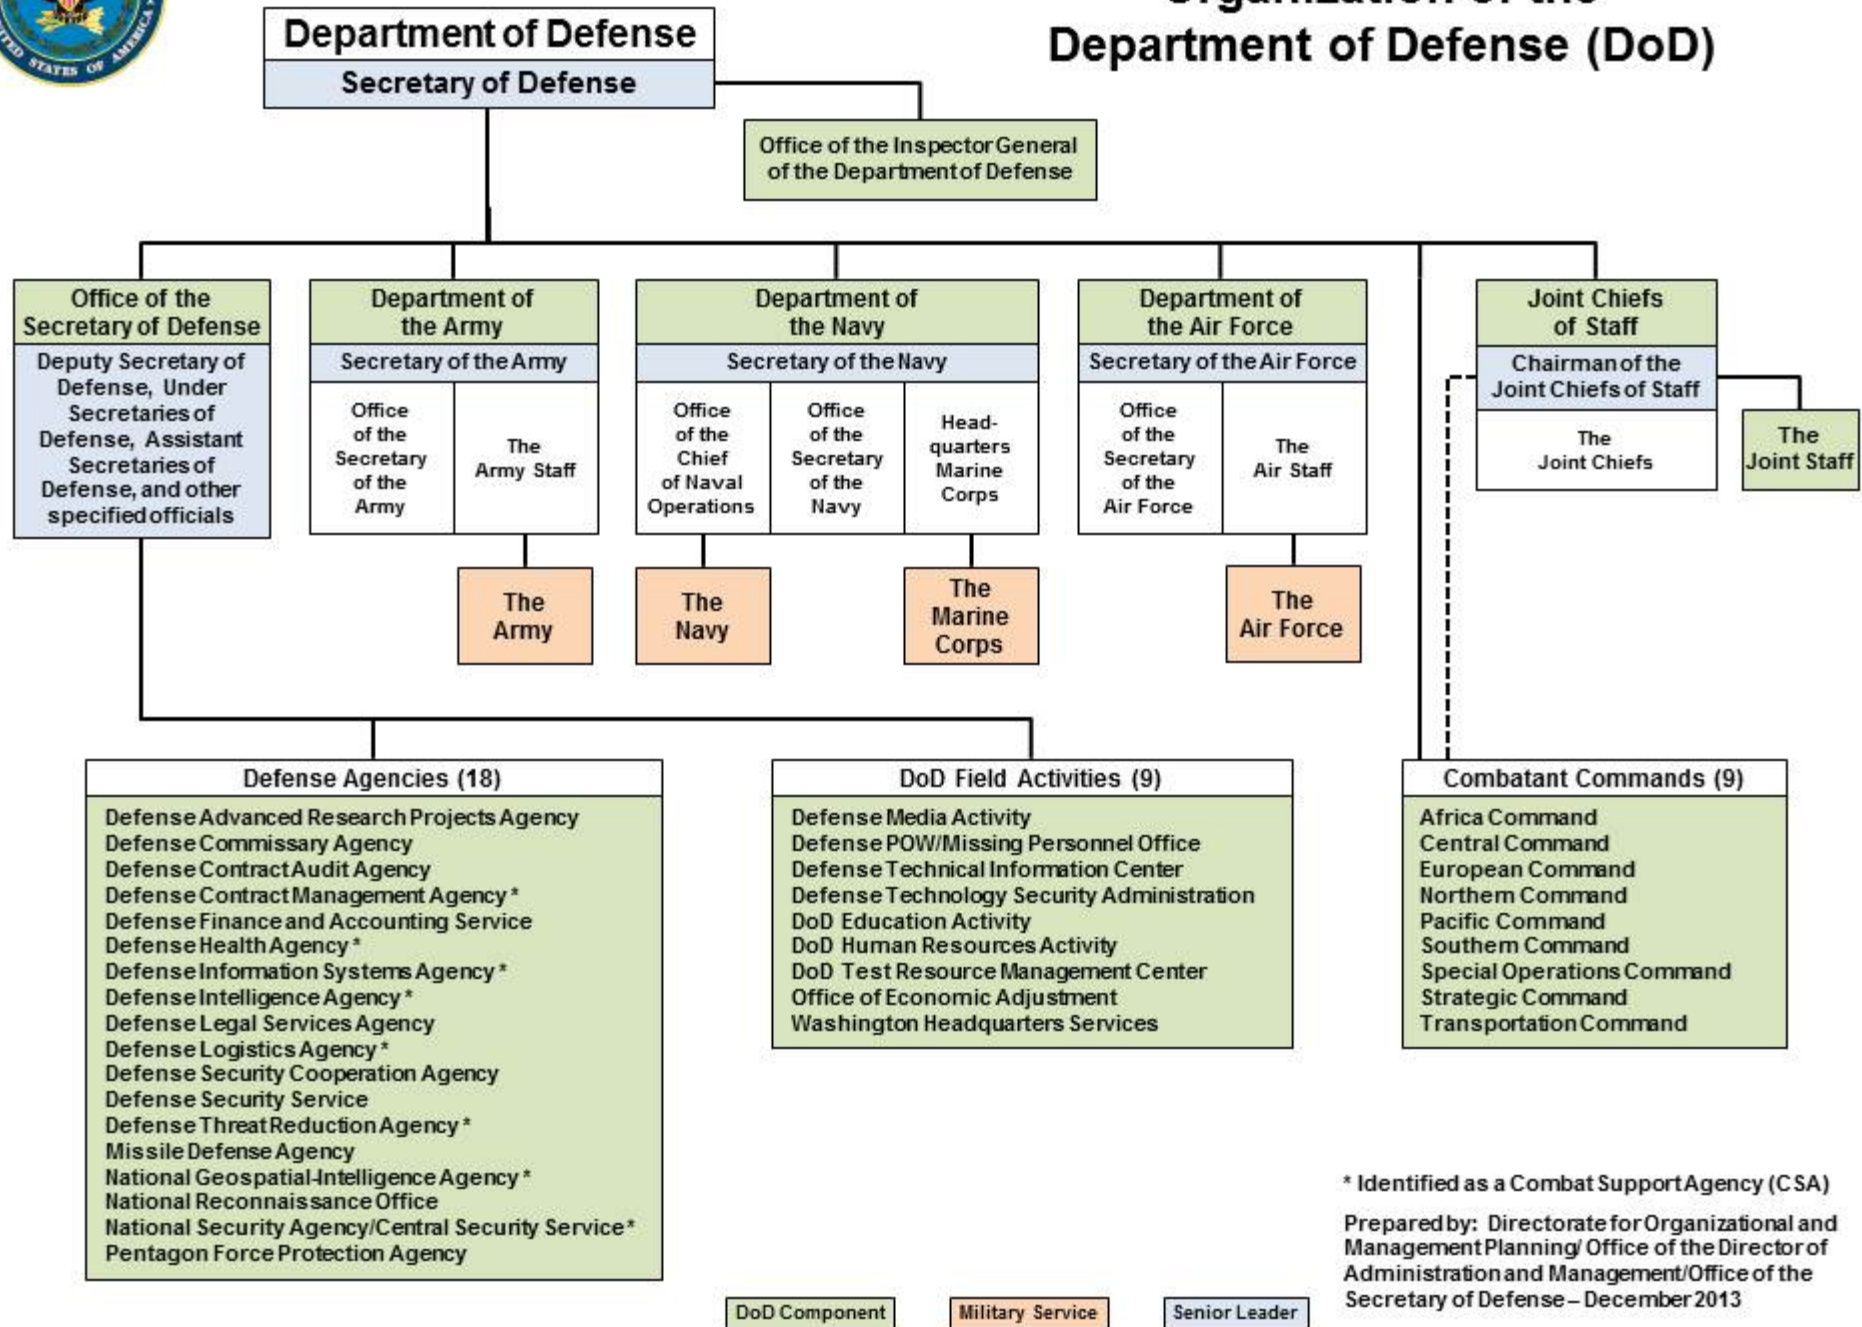 UNITED STATES OF AMERICA
Organization of the
Department of Defense (DoD)
Department of Defense
Secretary of Defense
Office of the Inspector General
of the Department of Defense
Office of the
Secretary of Defense
Deputy Secretary of
Defense, Under
Secretaries of
Defense, Assistant
Secretaries of
Defense, and other
specified officials
Department of
the Army
Secretary of the Army
Office
of the
Secretary
of the
Army
The
Army Staff
The
Army
Department of
the Navy
Secretary of the Navy
Office
of the
Chief
of Naval
Operations
Office
of the
Secretary
of the
Navy
Head-
quarters
Marine
Corps
The
Navy
The
Marine
Corps
Department of
the Air Force
Secretary of the Air Force
Office
of the
Secretary
of the
Air Force
The
Air Staff
The
Air Force
Joint Chiefs
of Staff
Chairman of the
Joint Chiefs of Staff
The
Joint Chiefs
The
Joint Staff
Defense Agencies (18)
Defense Advanced Research Projects Agency
Defense Commissary Agency
Defense Contract Audit Agency
Defense Contract Management Agency *
Defense Finance and Accounting Service
Defense Health Agency *
Defense Information Systems Agency *
Defense Intelligence Agency *
Defense Legal Services Agency
Defense Logistics Agency *
Defense Security Cooperation Agency
Defense Security Service
Defense Threat Reduction Agency *
Missile Defense Agency
National Geospatial-Intelligence Agency *
National Reconnaissance Office
National Security Agency/Central Security Service *
Pentagon Force Protection Agency
DoD Field Activities (9)
Defense Media Activity
Defense POW/Missing Personnel Office
Defense Technical Information Center
Defense Technology Security Administration
DoD Education Activity
DoD Human Resources Activity
DoD Test Resource Management Center
Office of Economic Adjustment
Washington Headquarters Services
Combatant Commands (9)
Africa Command
Central Command
European Command
Northern Command
Pacific Command
Southern Command
Special Operations Command
Strategic Command
Transportation Command
* Identified as a Combat Support Agency (CSA)
Prepared by: Directorate for Organizational and
Management Planning/ Office of the Director of
Administration and Management/Office of the
Secretary of Defense – December 2013
DoD Component
Military Service
Senior Leader